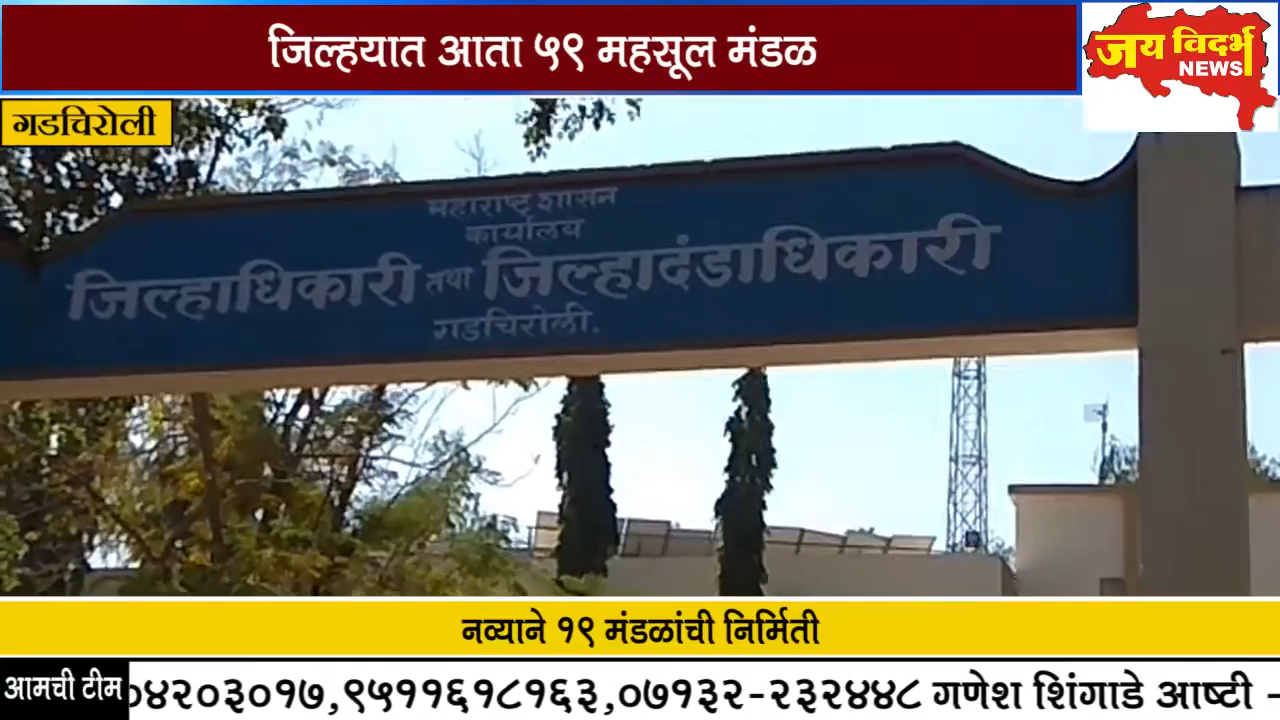 जिल्हयात आता ५९ महसूल मंडळ
जय विदर्भ
NEWS
गडचिरोली
महाराष्ट्र शासन
कार्यालय
जिल्हाधिकारी तथा जिल्हादंडाधिकारी
गडचिरोली.
नव्याने १९ मंडळांची निर्मिती
आमची टीम
०४२०३०१७,९५११६१८१६३,०७१३२-२३२४४८ गणेश शिंगाडे आष्टी -